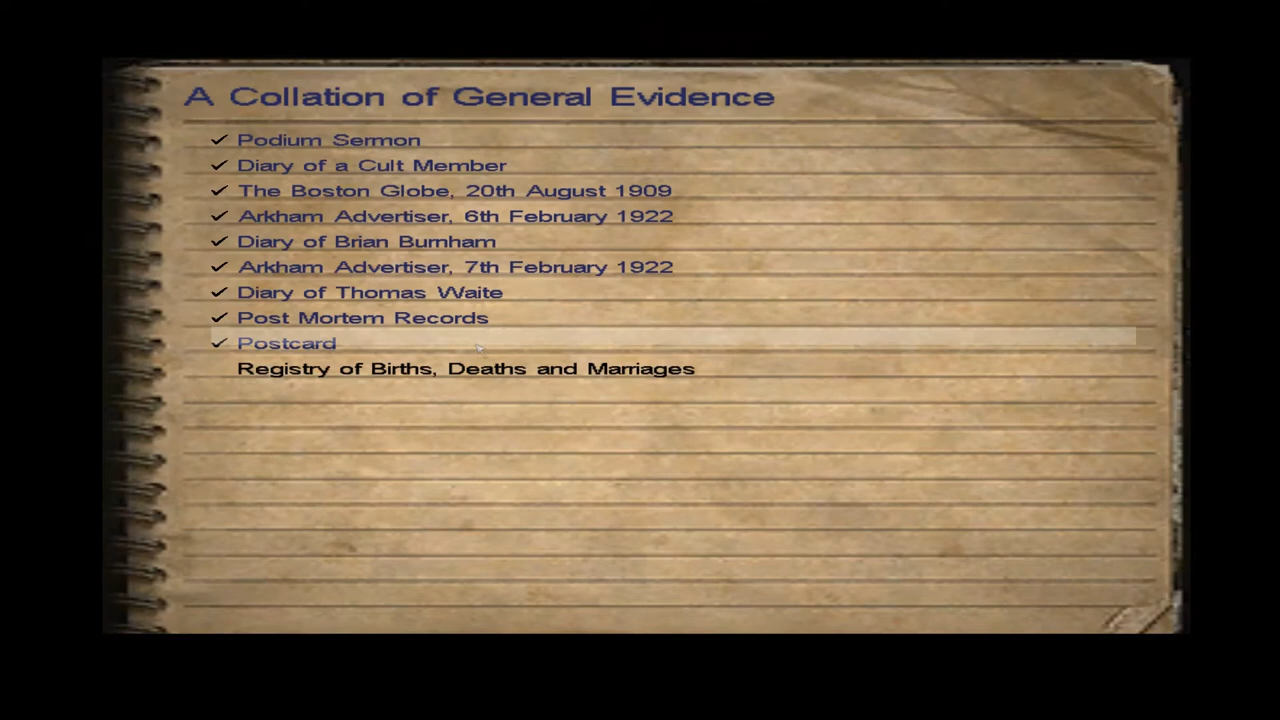 A Collation of General Evidence
✓ Podium Sermon
✓ Diary of a Cult Member
✓ The Boston Globe, 20th August 1909
✓ Arkham Advertiser, 6th February 1922
✓ Diary of Brian Burnham
✓ Arkham Advertiser, 7th February 1922
✓ Diary of Thomas Waite
✓ Post Mortem Records
✓ Postcard
Registry of Births, Deaths and Marriages